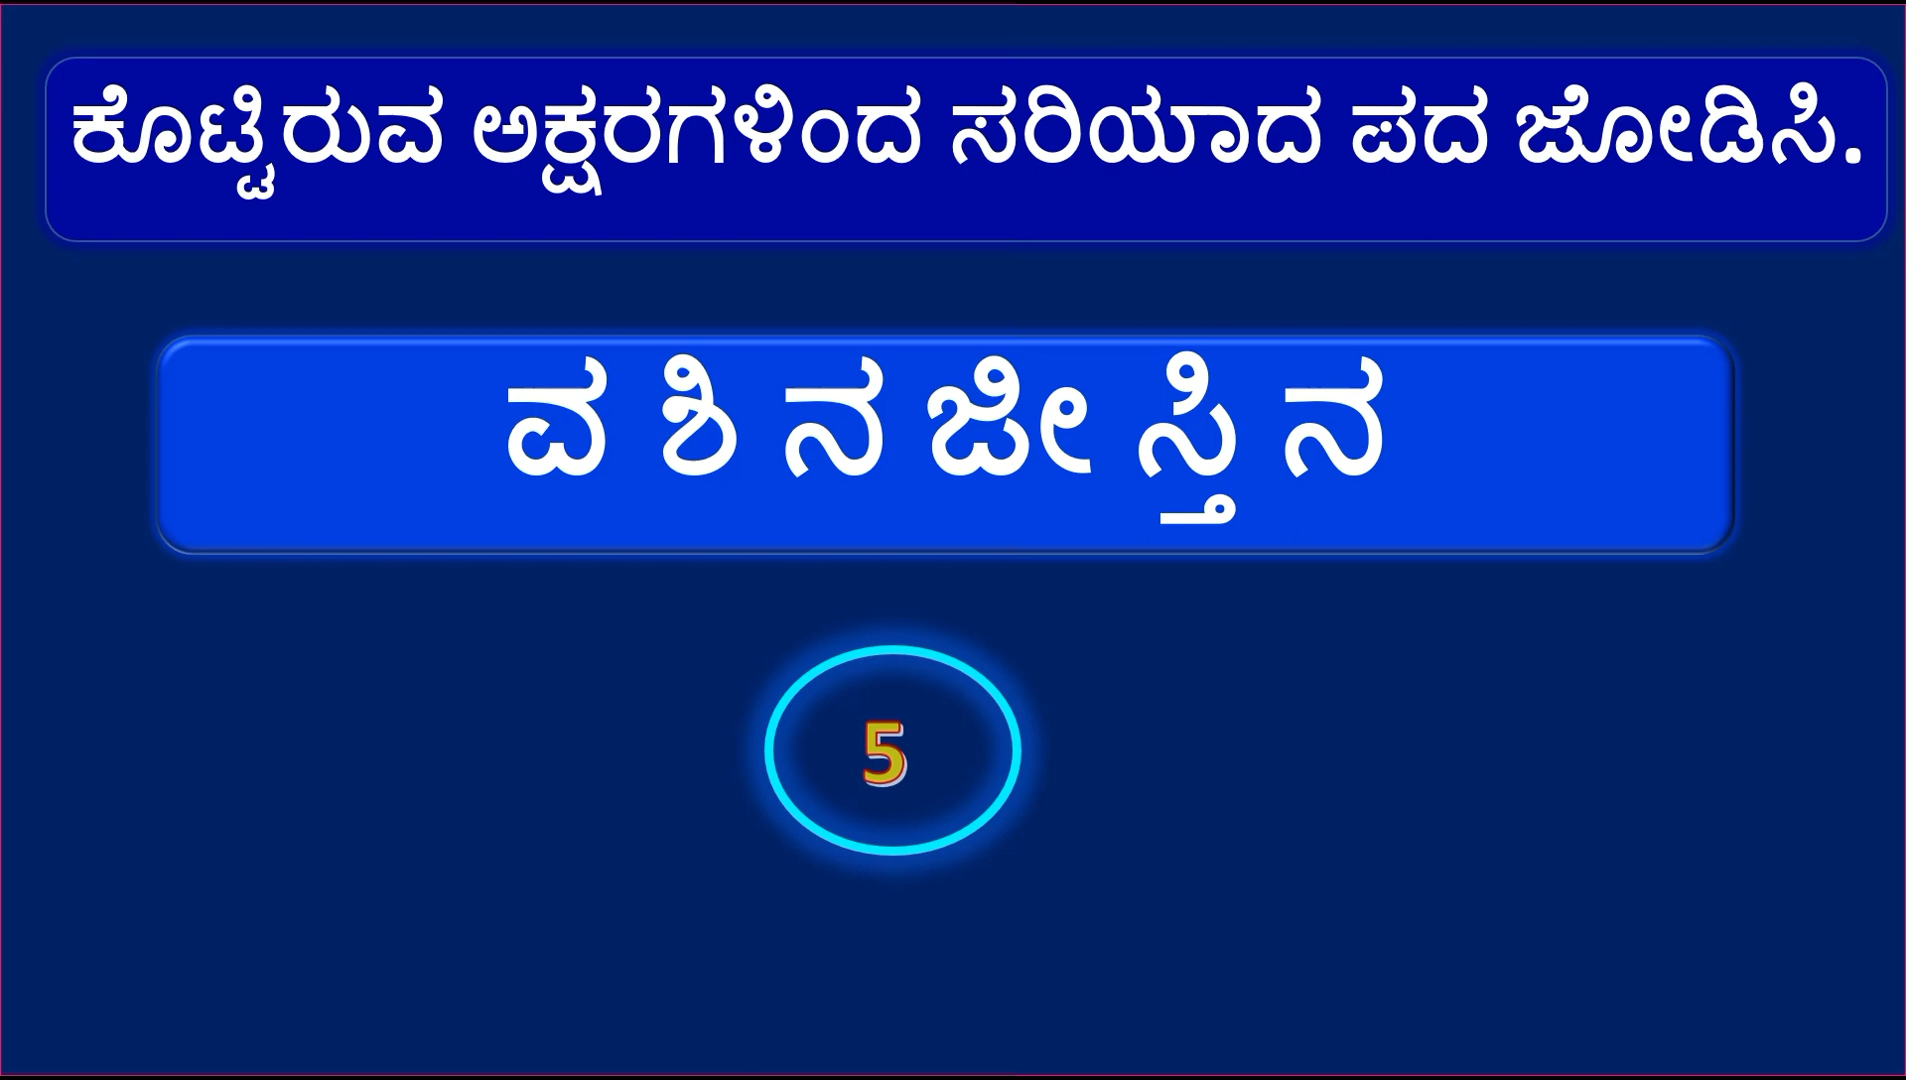 ಕೊಟ್ಟಿರುವ ಅಕ್ಷರಗಳಿಂದ ಸರಿಯಾದ ಪದ ಜೋಡಿಸಿ.
ವ ಶಿ ನ ಜೀ ಸ್ತಿ ನ
5